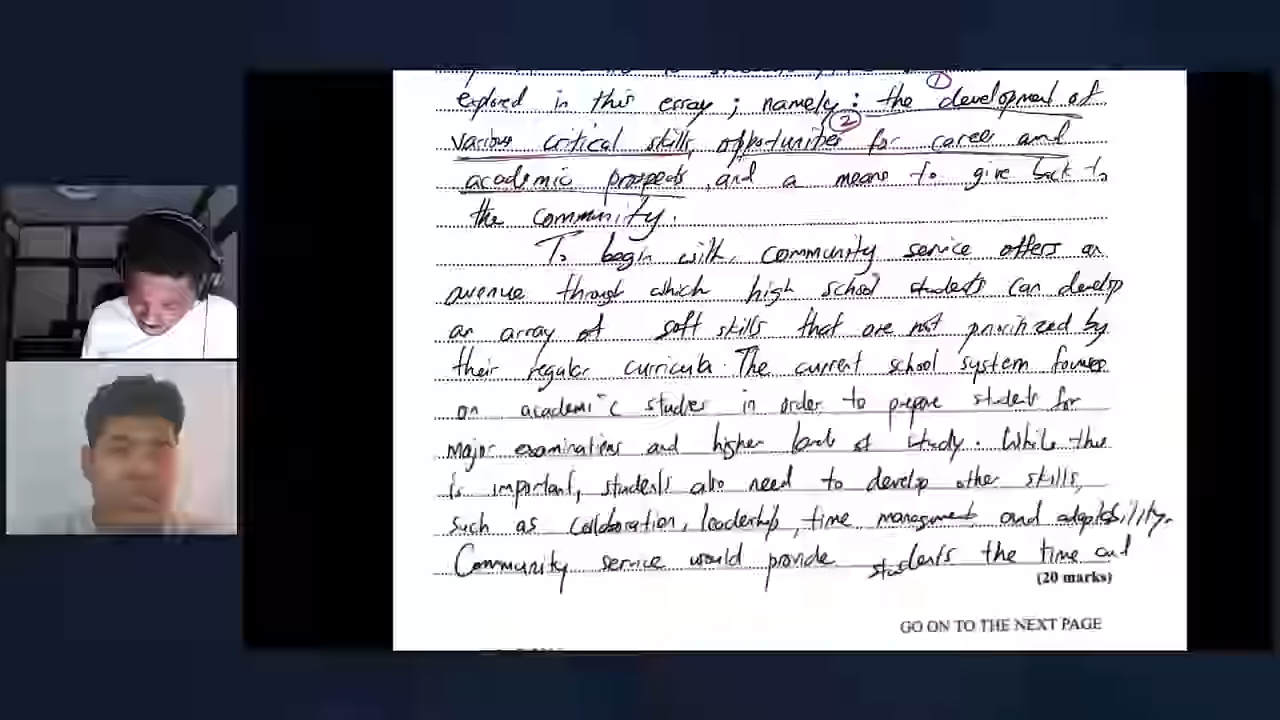 explored in this essay; namely: the development of
various critical skills, opportunities for career and
academic prospects, and a means to give back to
the community.
To begin with, community service offers an
avenue through which high school students can develop
an array of soft skills that are not prioritized by
their regular curricula. The current school system focuses
on academic studies in order to prepare students for
major examinations and higher levels of study. While this
is important, students also need to develop other skills,
such as collaboration, leadership, time management and adaptability.
Community service would provide students the time and
(20 marks)
GO ON TO THE NEXT PAGE
1
2